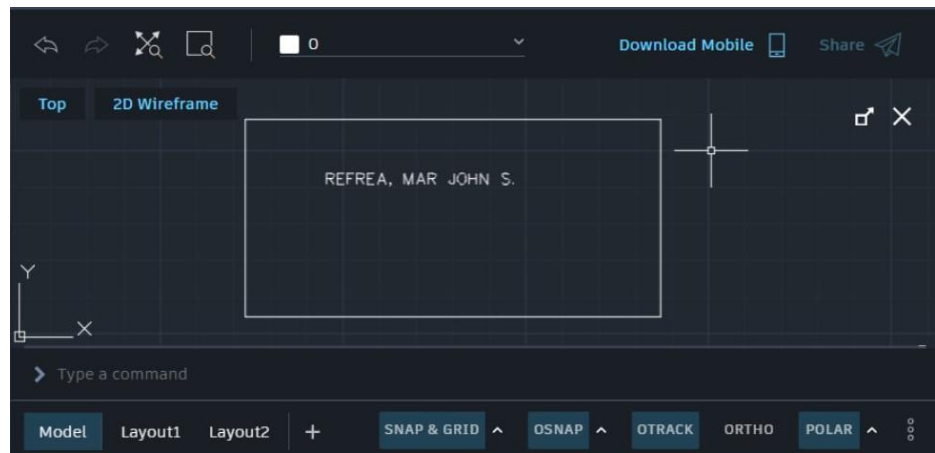 0 Download Mobile Share
Top 2D Wireframe
REFREA, MAR JOHN S.
Y
X
Type a command
Model Layout1 Layout2 + SNAP & GRID OSNAP OTRACK ORTHO POLAR